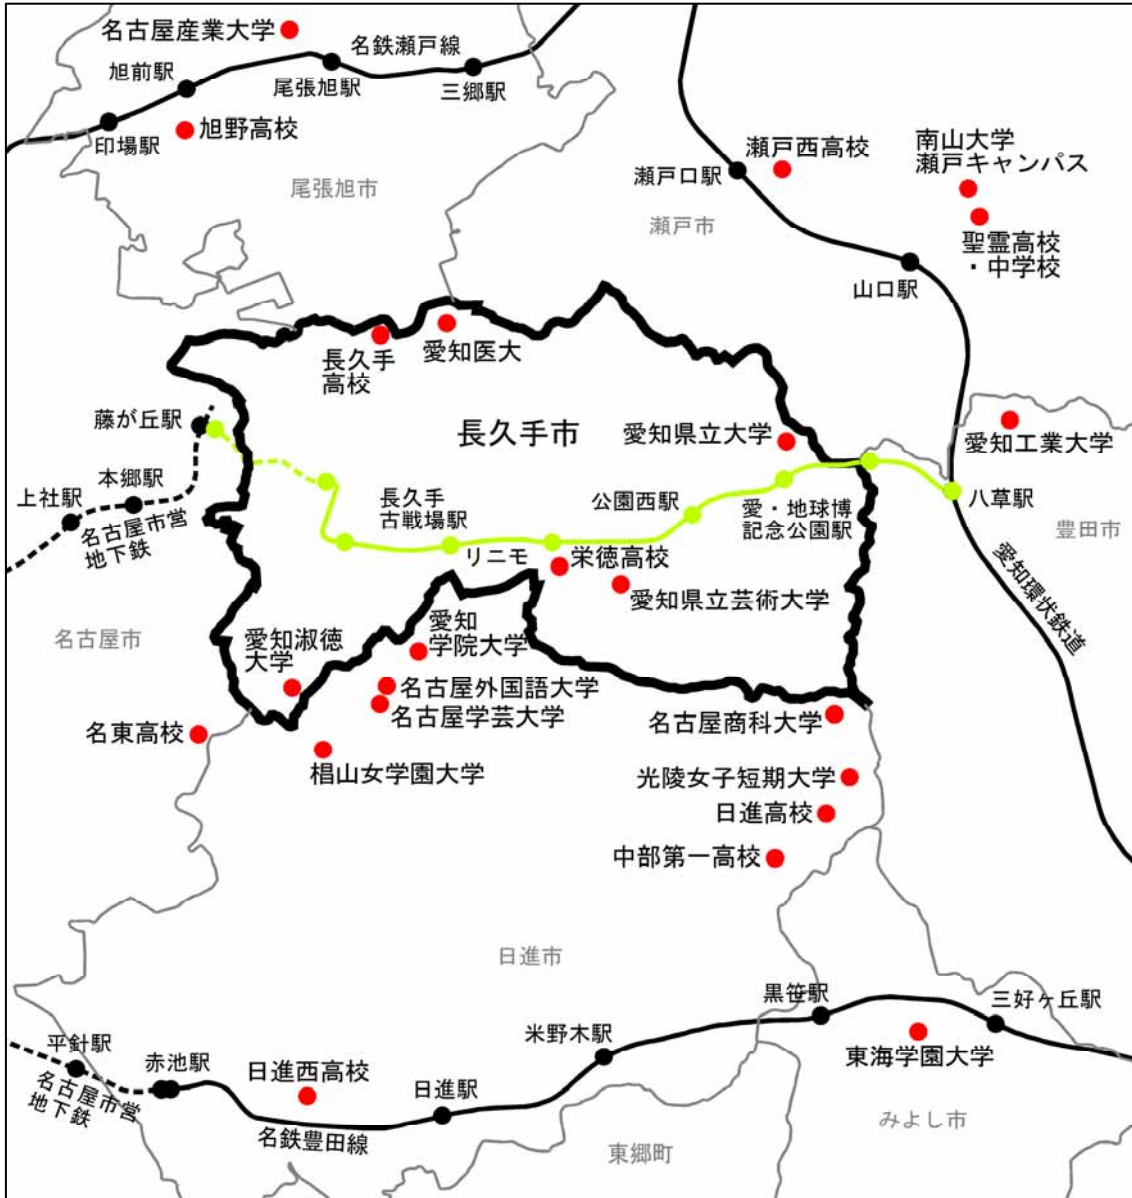 名古屋産業大学
名鉄瀬戸線
旭前駅
尾張旭駅
三郷駅
印場駅
旭野高校
尾張旭市
瀬戸口駅
瀬戸西高校
南山大学
瀬戸キャンパス
瀬戸市
聖霊高校
・中学校
山口駅
長久手
高校
愛知医大
藤が丘駅
長久手市
愛知県立大学
愛知工業大学
本郷駅
上社駅
名古屋市営
地下鉄
長久手
古戦場駅
公園西駅
愛・地球博
記念公園駅
八草駅
豊田市
リニモ
栄徳高校
愛知県立芸術大学
愛知環状鉄道
名古屋市
愛知淑徳
大学
愛知
学院大学
名古屋外国語大学
名古屋学芸大学
名東高校
椙山女学園大学
名古屋商科大学
光陵女子短期大学
日進高校
中部第一高校
日進市
黒笹駅
三好ヶ丘駅
米野木駅
東海学園大学
平針駅
赤池駅
名古屋市営
地下鉄
日進西高校
日進駅
名鉄豊田線
みよし市
東郷町